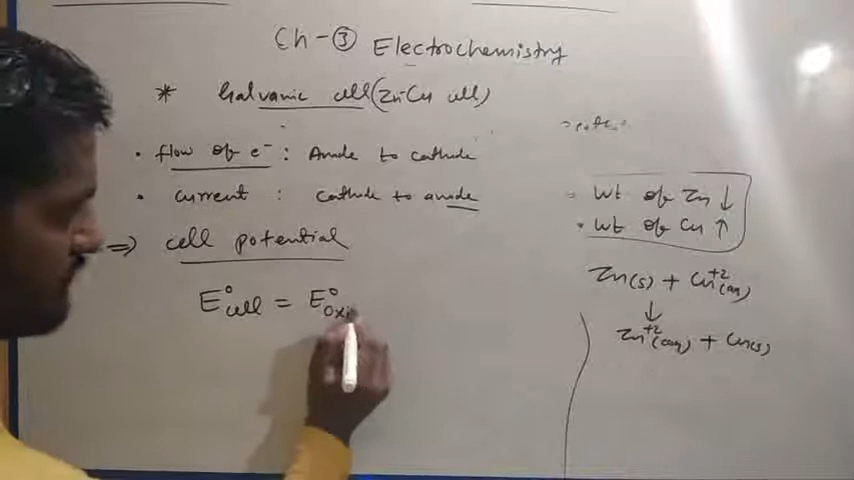 Ch-③ Electrochemistry
* Galvanic cell (Zn-Cu cell)
• flow of e⁻ : Anode to cathode
• current : cathode to anode
⇒ cell potential
E°cell = E°oxi
• Wt of Zn ↓
• Wt of Cu ↑
Zn(s) + Cu⁺²(aq)
↓
Zn⁺²(aq) + Cu(s)